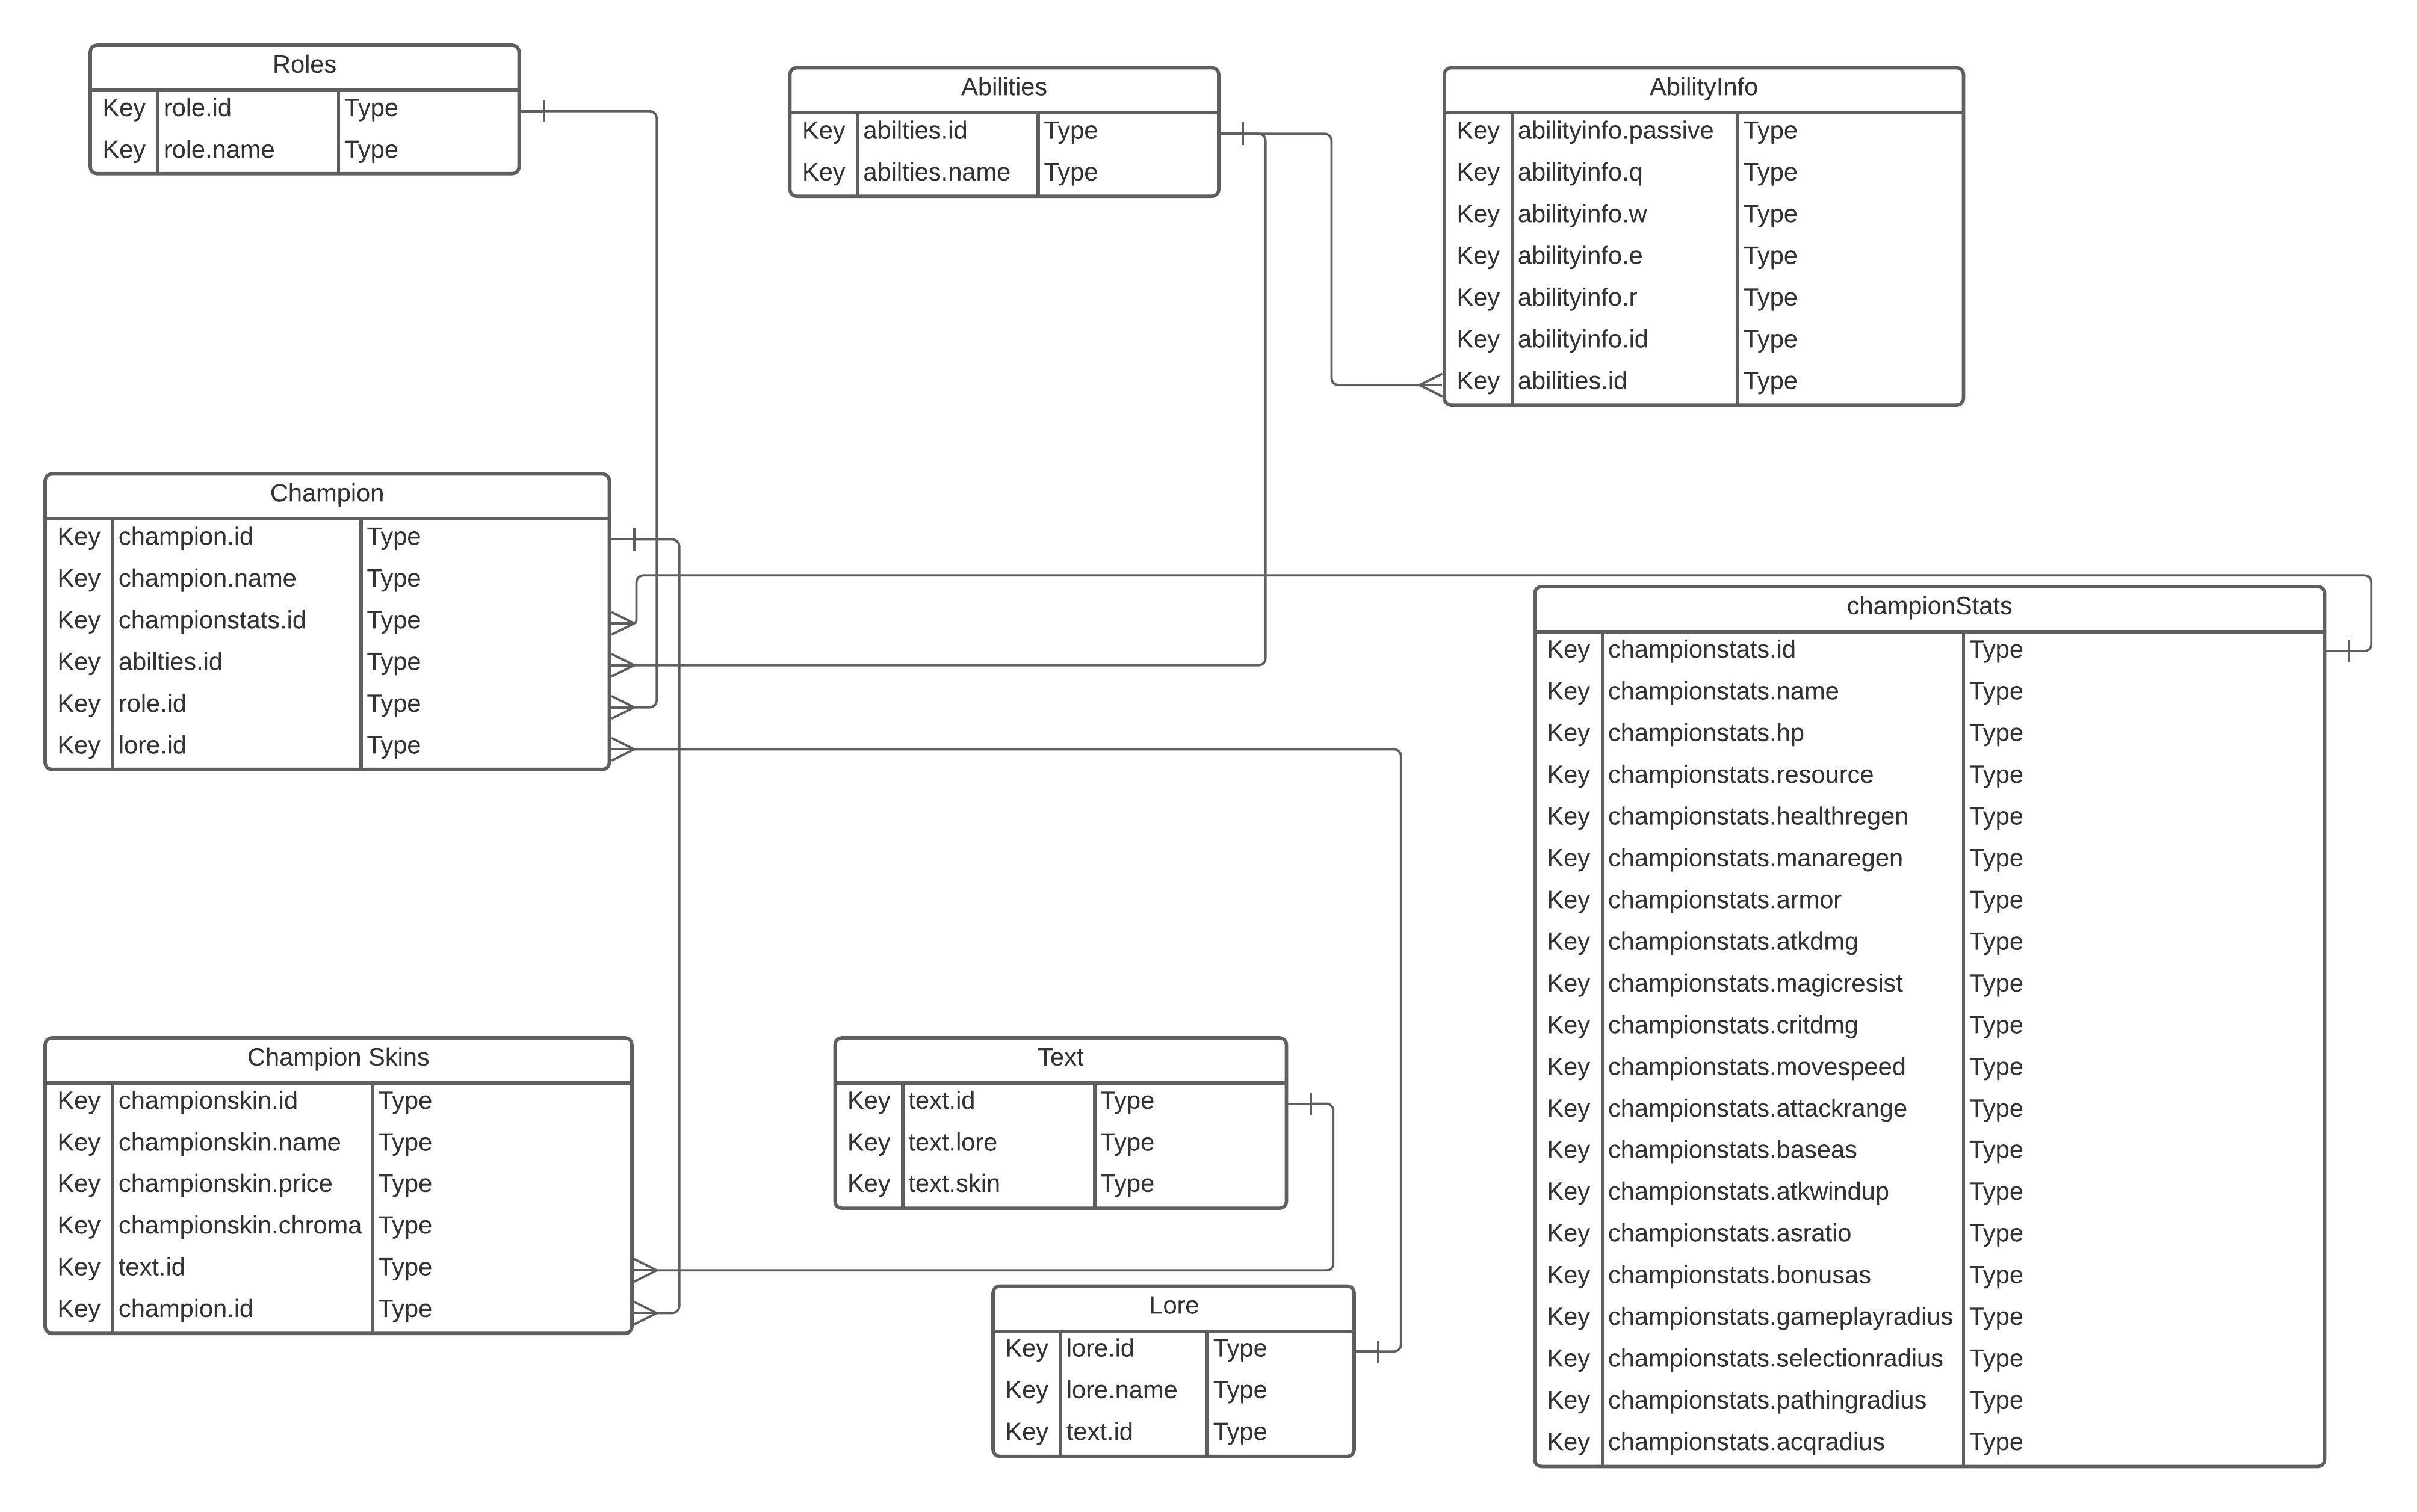 Roles
Key role.id Type
Key role.name Type
Abilities
Key abilties.id Type
Key abilties.name Type
AbilityInfo
Key abilityinfo.passive Type
Key abilityinfo.q Type
Key abilityinfo.w Type
Key abilityinfo.e Type
Key abilityinfo.r Type
Key abilityinfo.id Type
Key abilities.id Type
Champion
Key champion.id Type
Key champion.name Type
Key championstats.id Type
Key abilties.id Type
Key role.id Type
Key lore.id Type
championStats
Key championstats.id Type
Key championstats.name Type
Key championstats.hp Type
Key championstats.resource Type
Key championstats.healthregen Type
Key championstats.manaregen Type
Key championstats.armor Type
Key championstats.atkdmg Type
Key championstats.magicresist Type
Key championstats.critdmg Type
Key championstats.movespeed Type
Key championstats.attackrange Type
Key championstats.baseas Type
Key championstats.atkwindup Type
Key championstats.asratio Type
Key championstats.bonusas Type
Key championstats.gameplayradius Type
Key championstats.selectionradius Type
Key championstats.pathingradius Type
Key championstats.acqradius Type
Champion Skins
Key championskin.id Type
Key championskin.name Type
Key championskin.price Type
Key championskin.chroma Type
Key text.id Type
Key champion.id Type
Text
Key text.id Type
Key text.lore Type
Key text.skin Type
Lore
Key lore.id Type
Key lore.name Type
Key text.id Type